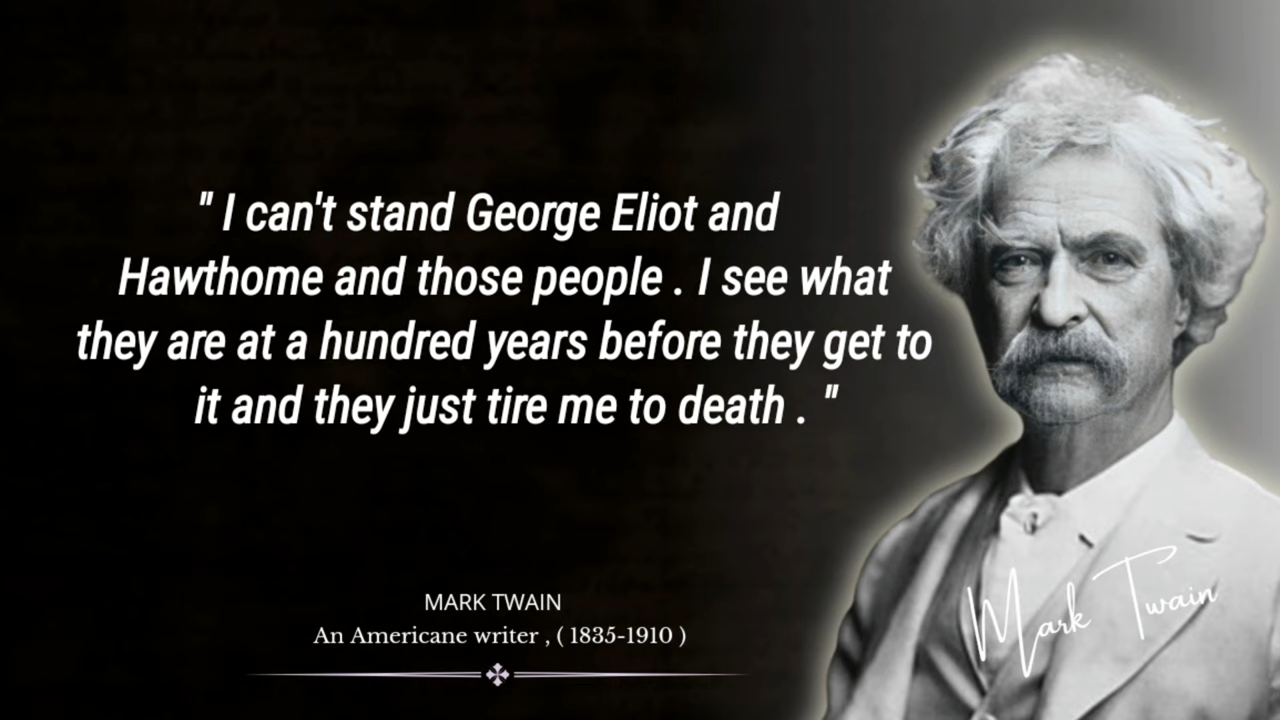 " I can't stand George Eliot and
Hawthome and those people . I see what
they are at a hundred years before they get to
it and they just tire me to death . "
MARK TWAIN
An Americane writer , ( 1835-1910 )
Mark Twain